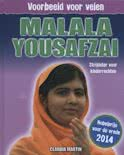 Voorbeeld voor velen
MALALA
YOUSAFZAI
Strijdster voor
kinderrechten
Nobelprijs
voor de vrede
2014
CLAUDIA MARTIN